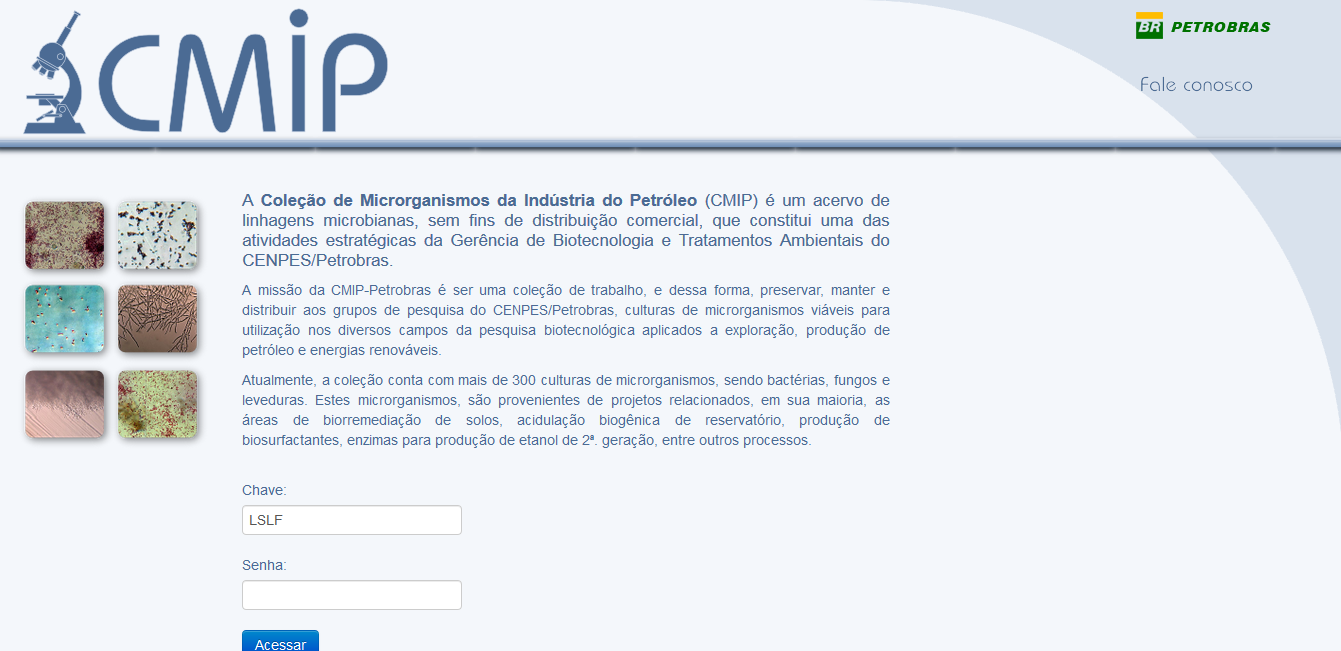 CMIP
BR PETROBRAS
Fale conosco
A Coleção de Microrganismos da Indústria do Petróleo (CMIP) é um acervo de
linhagens microbianas, sem fins de distribuição comercial, que constitui uma das
atividades estratégicas da Gerência de Biotecnologia e Tratamentos Ambientais do
CENPES/Petrobras.
A missão da CMIP-Petrobras é ser uma coleção de trabalho, e dessa forma, preservar, manter e
distribuir aos grupos de pesquisa do CENPES/Petrobras, culturas de microrganismos viáveis para
utilização nos diversos campos da pesquisa biotecnológica aplicados a exploração, produção de
petróleo e energias renováveis.
Atualmente, a coleção conta com mais de 300 culturas de microrganismos, sendo bactérias, fungos e
leveduras. Estes microrganismos, são provenientes de projetos relacionados, em sua maioria, as
áreas de biorremediação de solos, acidulação biogênica de reservatório, produção de
biosurfactantes, enzimas para produção de etanol de 2ª. geração, entre outros processos.
Chave:
LSLF
Senha:
Acessar